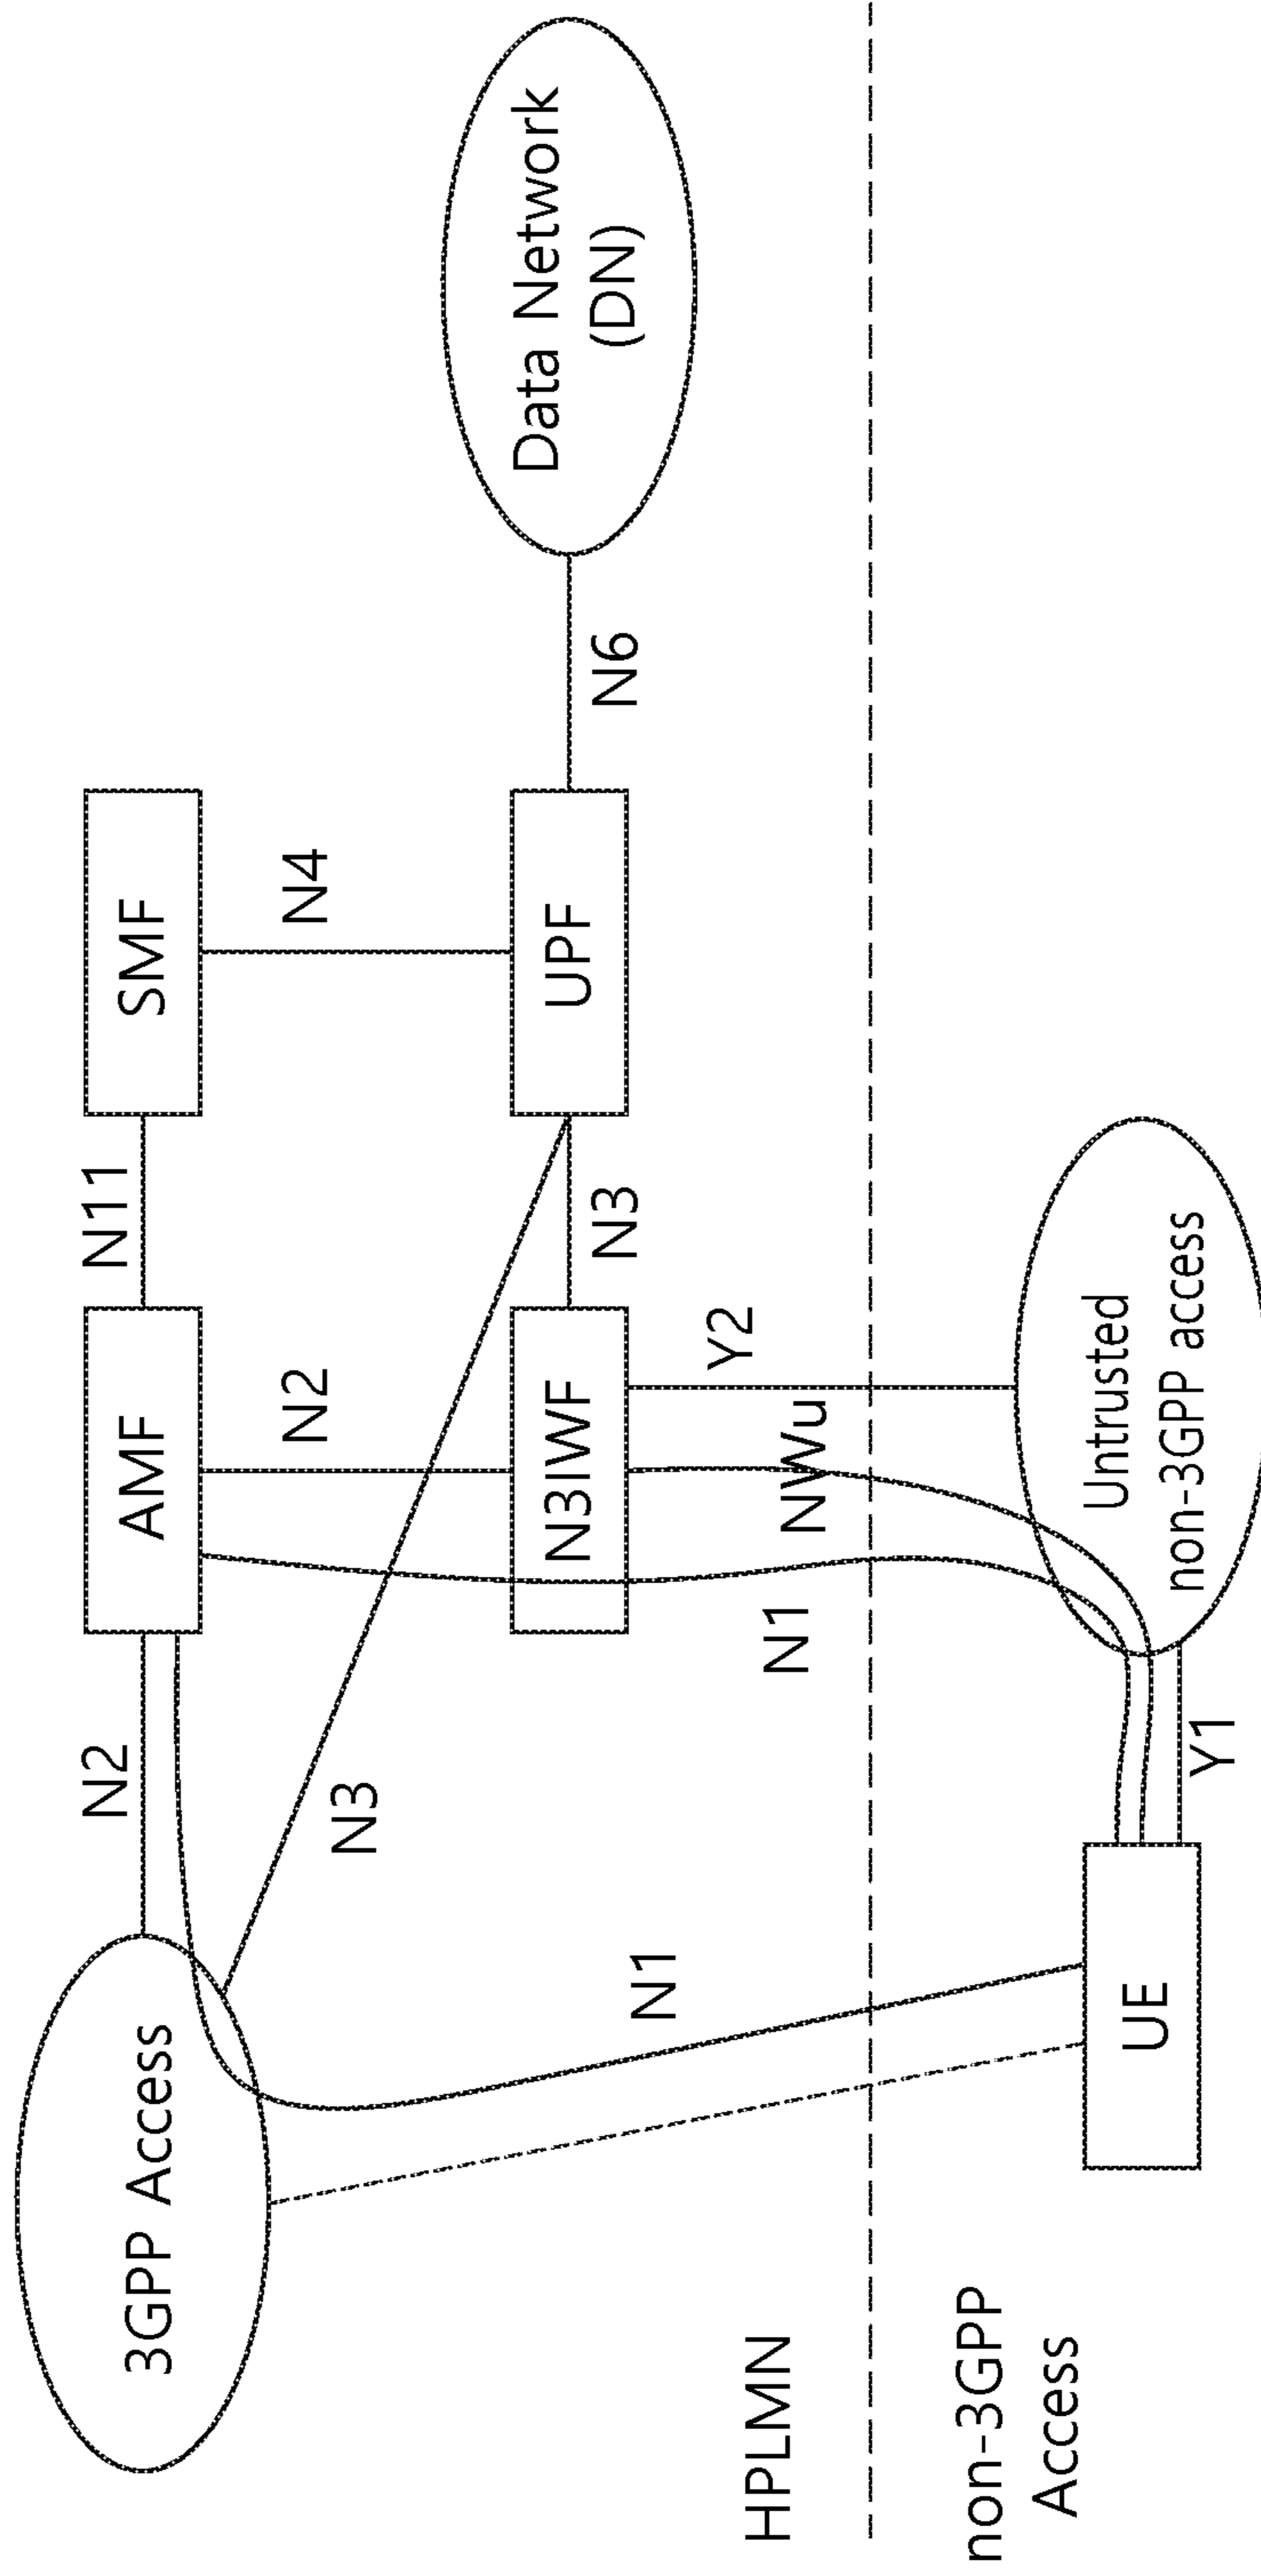 3GPP Access
N2
AMF
N11
SMF
N2
N4
N3
N3IWF
N3
UPF
N6
Data Network
(DN)
N1
N1
NWu
Y2
HPLMN
non-3GPP
Access
UE
Y1
Untrusted
non-3GPP access